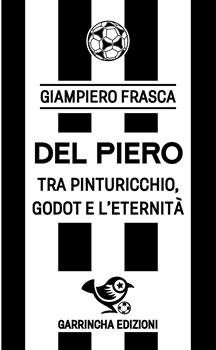 GIAMPIERO FRASCA
DEL PIERO
TRA PINTURICCHIO,
GODOT E L'ETERNITÀ
GARRINCHA EDIZIONI